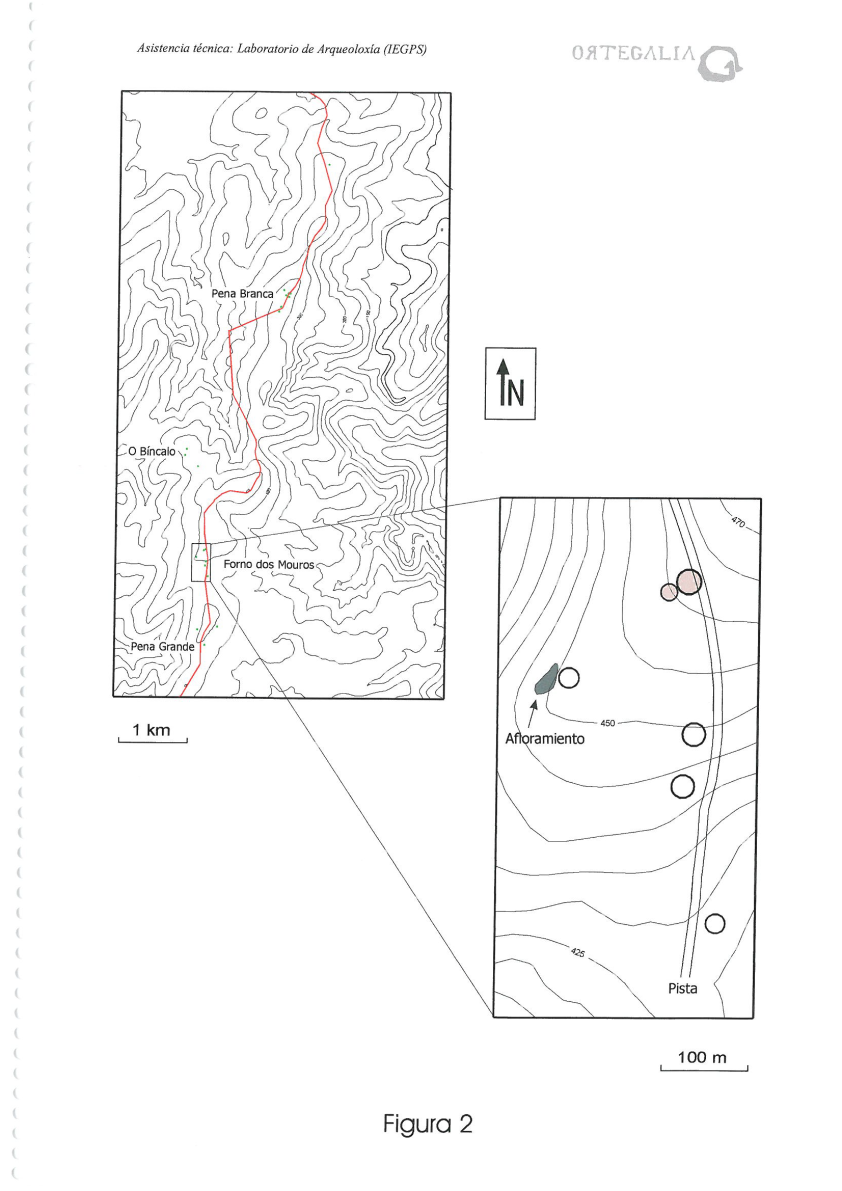 Asistencia técnica: Laboratorio de Arqueoloxía (IEGPS)
ORTEGALIA
Pena Branca
O Bíncalo
Forno dos Mouros
Pena Grande
1 km
N
470
450
Afloramiento
425
Pista
100 m
Figura 2